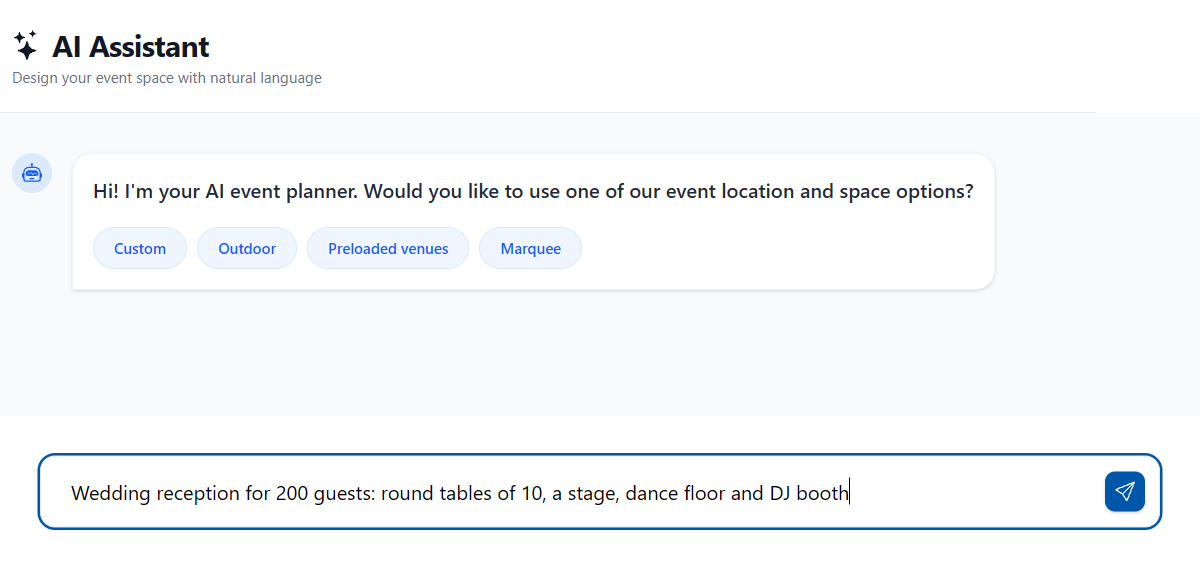 AI Assistant
Design your event space with natural language
Hi! I'm your AI event planner. Would you like to use one of our event location and space options?
Custom
Outdoor
Preloaded venues
Marquee
Wedding reception for 200 guests: round tables of 10, a stage, dance floor and DJ booth